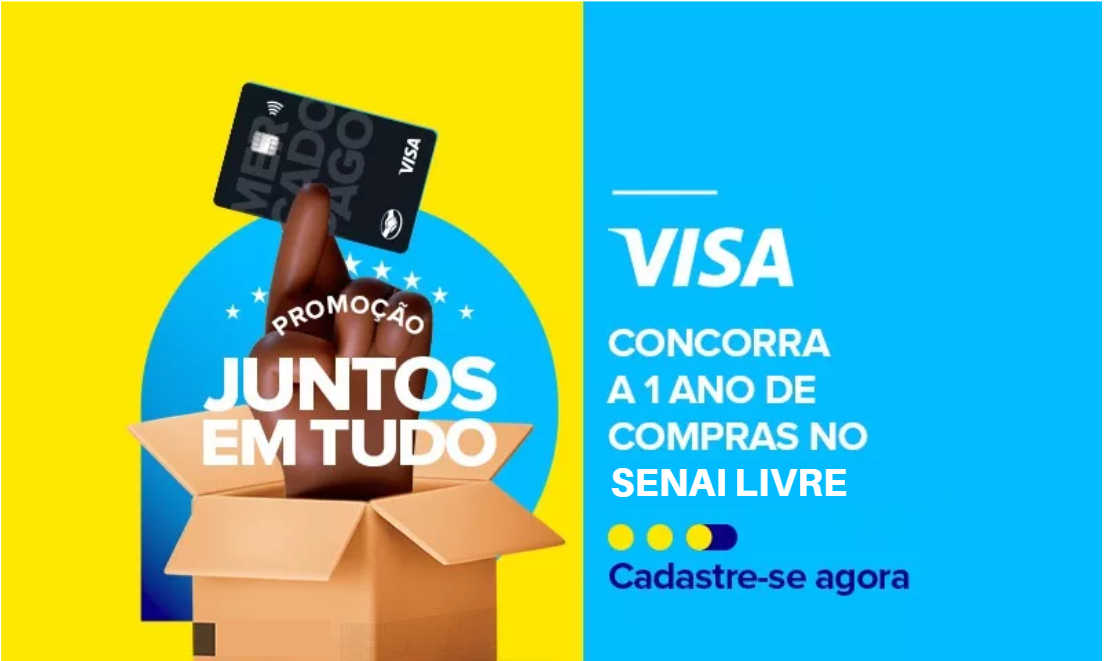 MER
CADO
PAGO
VISA
PROMOÇÃO
JUNTOS
EM TUDO
VISA
CONCORRA
A 1 ANO DE
COMPRAS NO
SENAI LIVRE
Cadastre-se agora